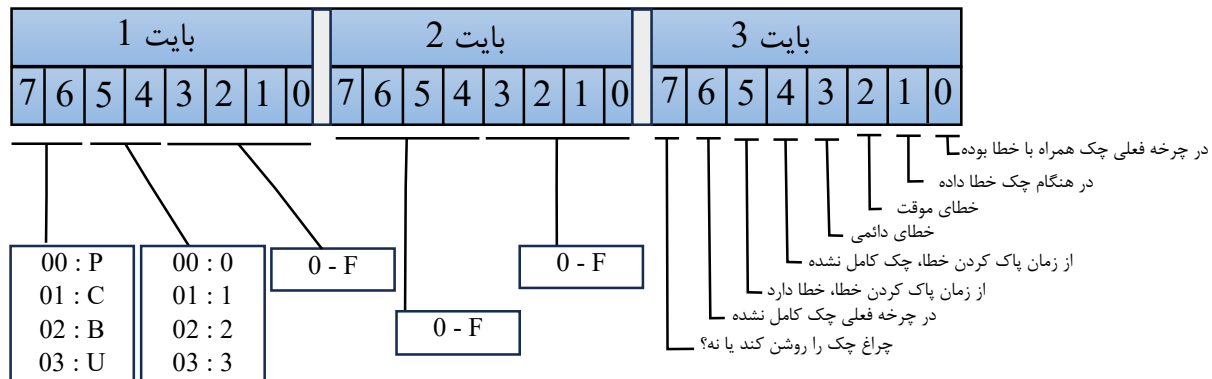 بایت 1 بایت 2 بایت 3
7 6 5 4 3 2 1 0 7 6 5 4 3 2 1 0 7 6 5 4 3 2 1 0
در چرخه فعلی چک همراه با خطا بوده
در هنگام چک خطا داده
خطای موقت
خطای دائمی
از زمان پاک کردن خطا، چک کامل نشده
از زمان پاک کردن خطا، خطا دارد
در چرخه فعلی چک کامل نشده
چراغ چک را روشن کند یا نه؟
00 : P
01 : C
02 : B
03 : U
00 : 0
01 : 1
02 : 2
03 : 3
0 - F
0 - F
0 - F